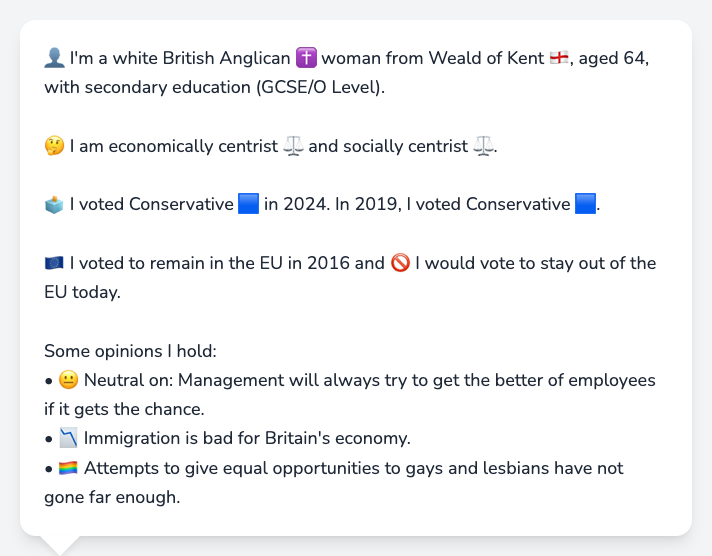 👤 I'm a white British Anglican ✝️ woman from Weald of Kent 🏴󠁧󠁢󠁥󠁮󠁧󠁿, aged 64,
with secondary education (GCSE/O Level).
🤔 I am economically centrist ⚖️ and socially centrist ⚖️.
🗳️ I voted Conservative 🟦 in 2024. In 2019, I voted Conservative 🟦.
🇪🇺 I voted to remain in the EU in 2016 and 🚫 I would vote to stay out of the
EU today.
Some opinions I hold:
• 😐 Neutral on: Management will always try to get the better of employees
if it gets the chance.
• 📉 Immigration is bad for Britain's economy.
• 🏳️‍🌈 Attempts to give equal opportunities to gays and lesbians have not
gone far enough.